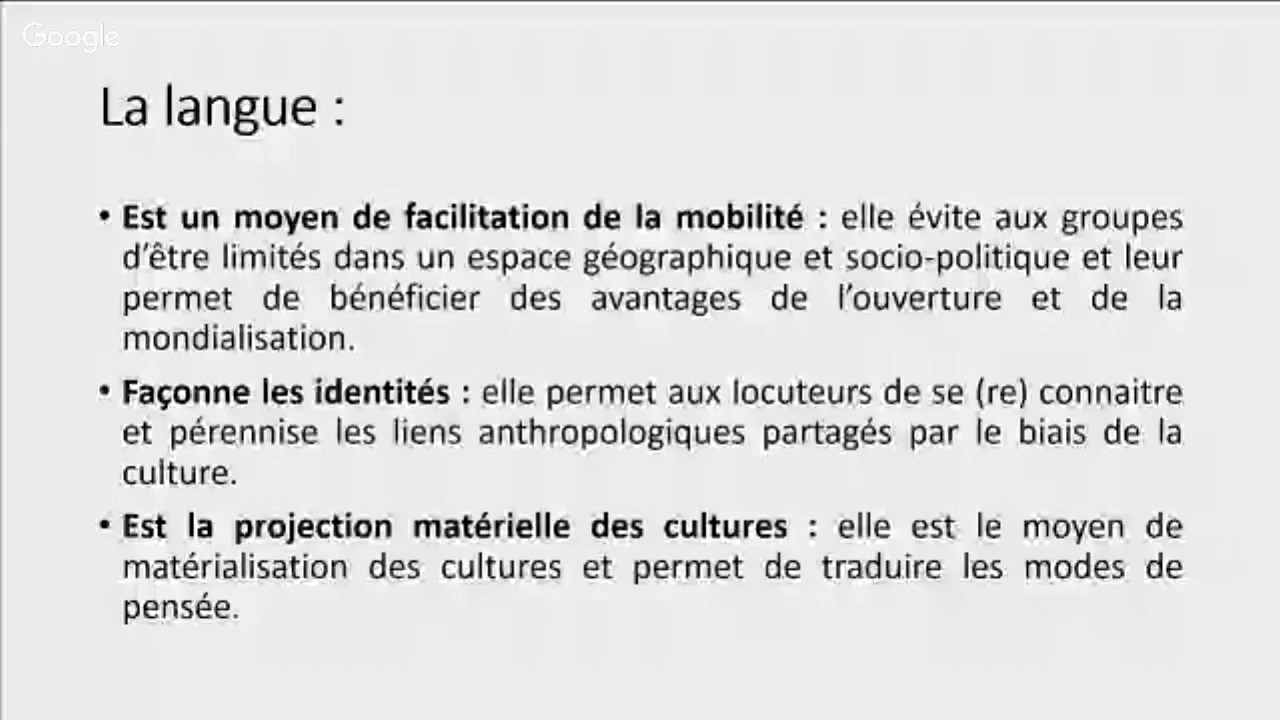 Google
La langue :
• Est un moyen de facilitation de la mobilité : elle évite aux groupes
d'être limités dans un espace géographique et socio-politique et leur
permet de bénéficier des avantages de l'ouverture et de la
mondialisation.
• Façonne les identités : elle permet aux locuteurs de se (re) connaitre
et pérennise les liens anthropologiques partagés par le biais de la
culture.
• Est la projection matérielle des cultures : elle est le moyen de
matérialisation des cultures et permet de traduire les modes de
pensée.